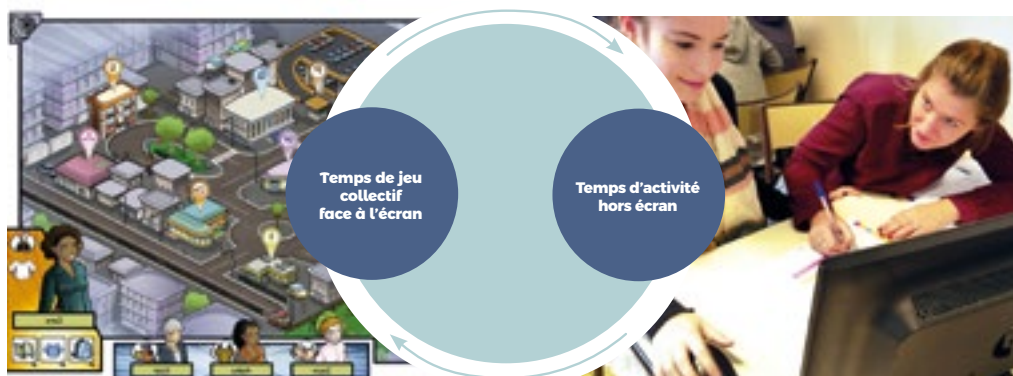 Temps de jeu
collectif
face à l'écran
Temps d'activité
hors écran